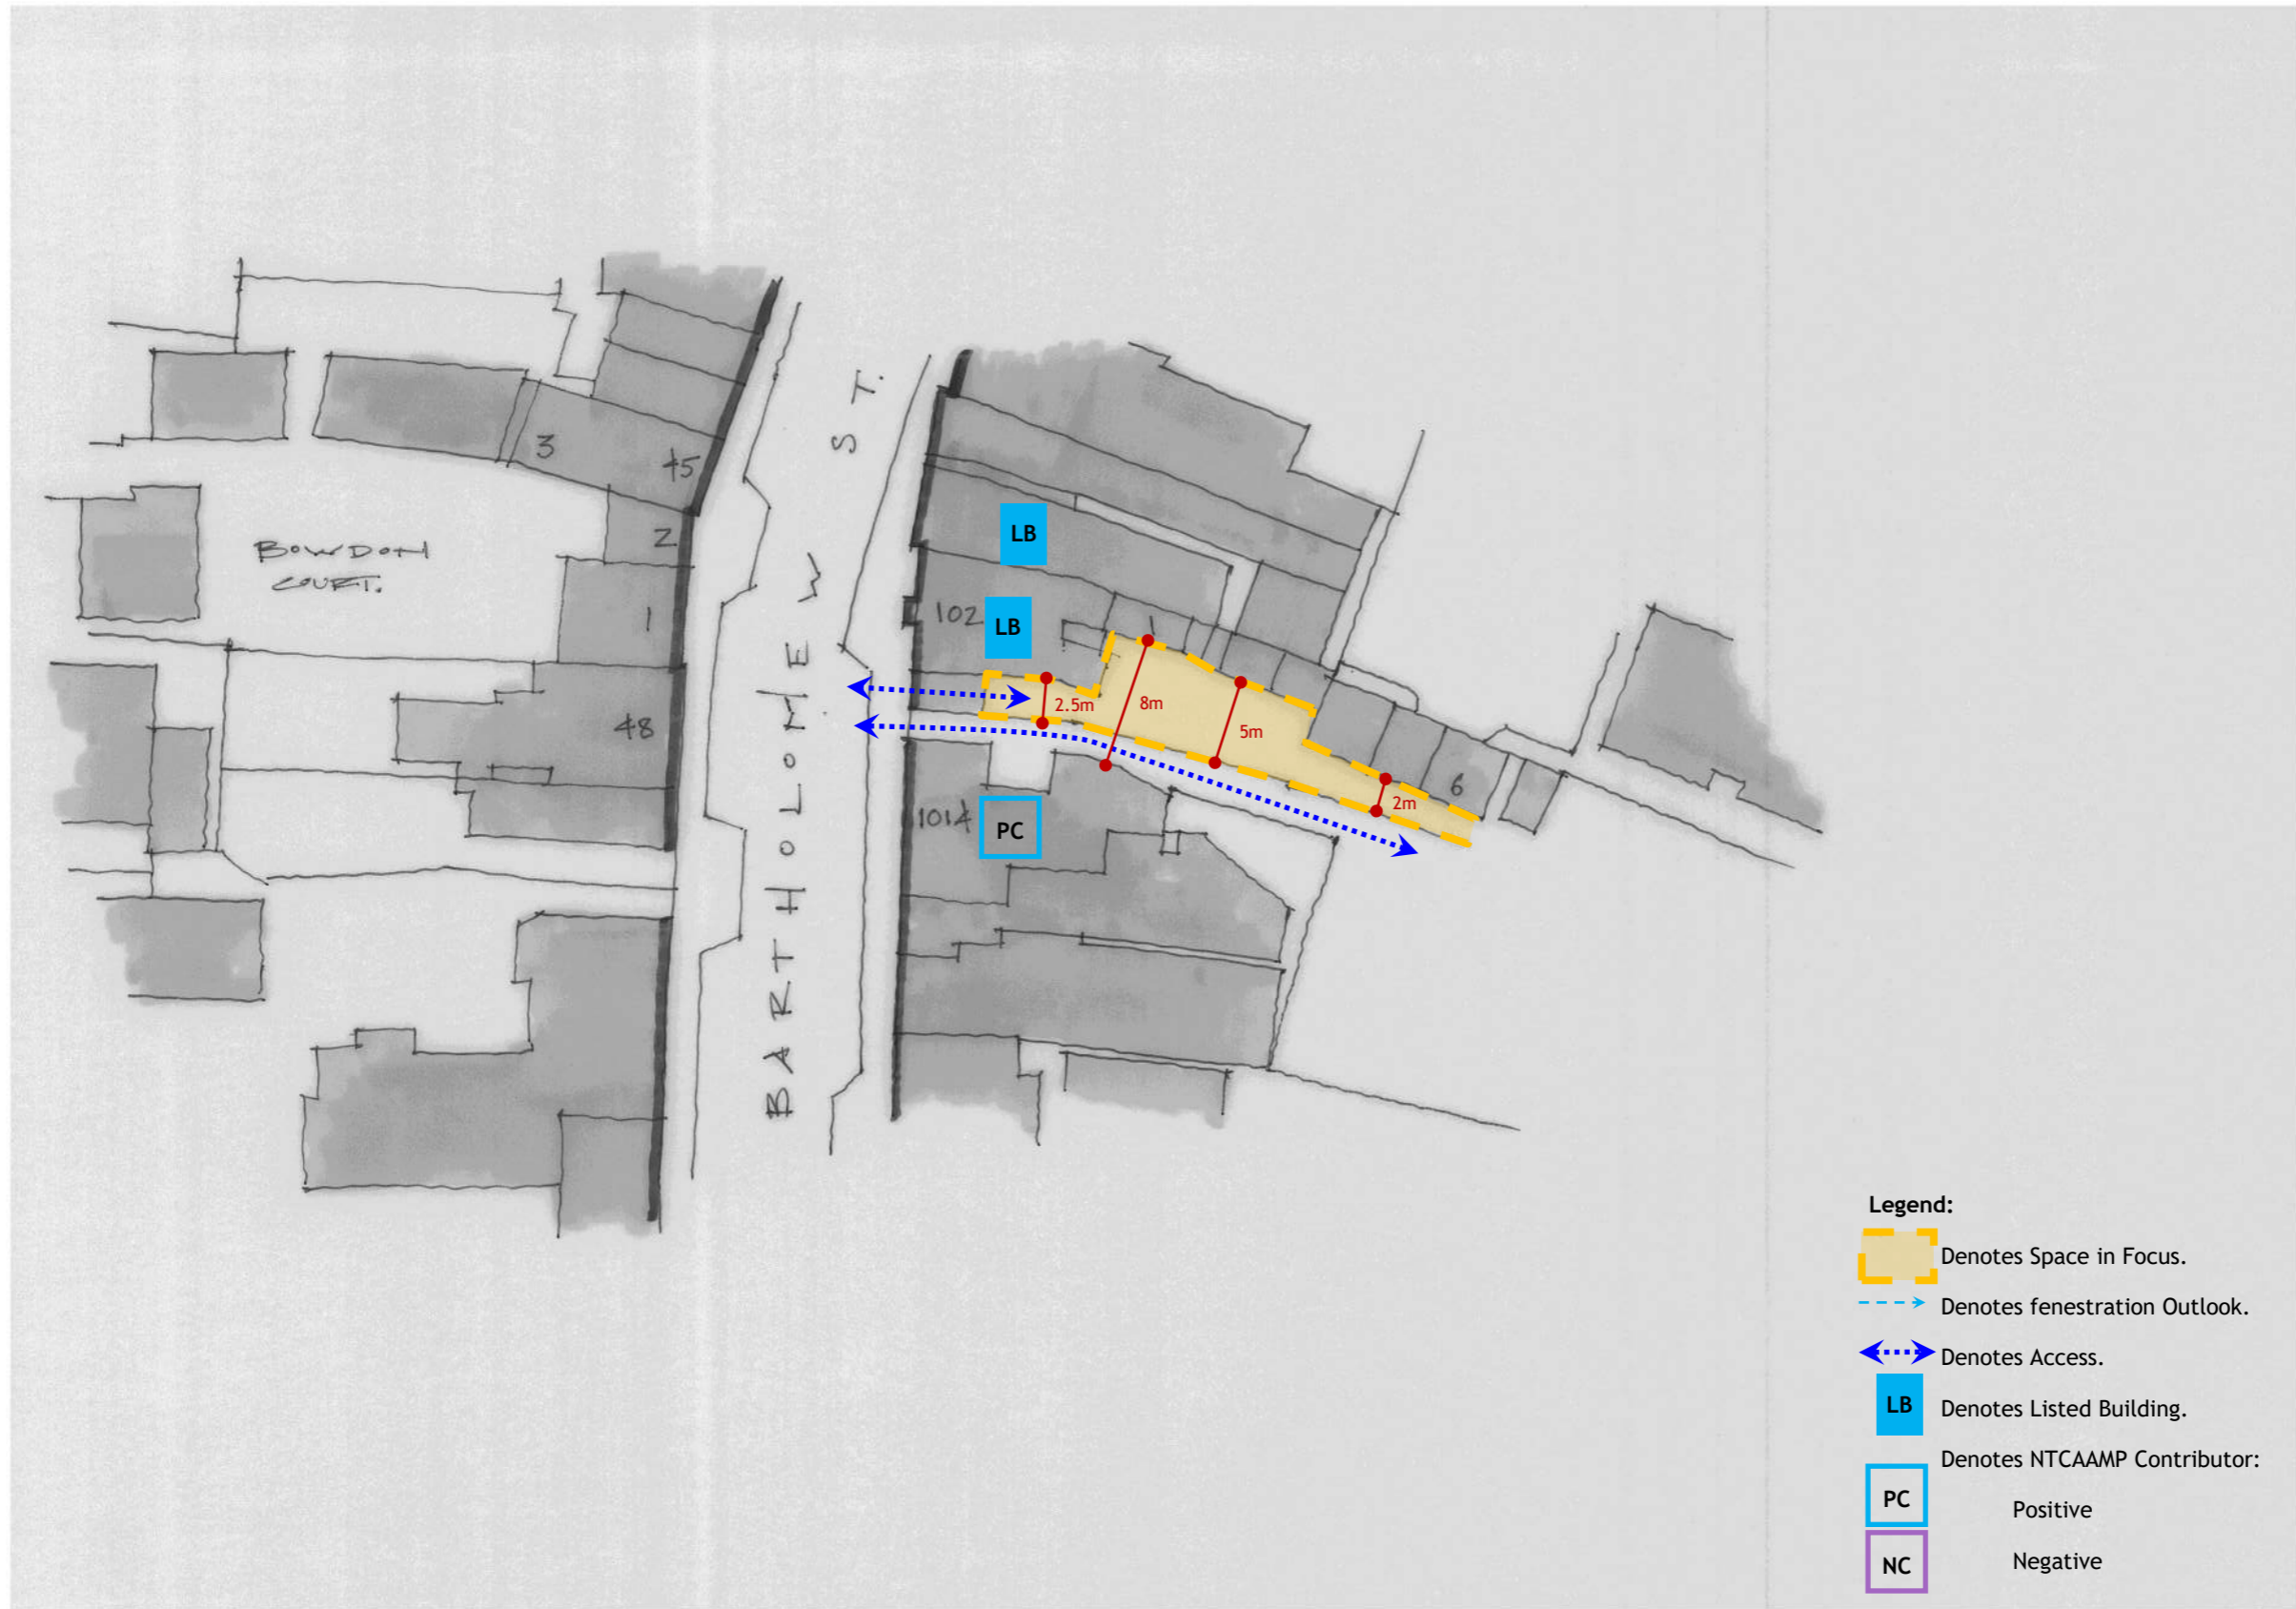 3
45
2
BOWDON
COURT.
1
48
BARTHOLOMEW ST.
LB
102
LB
1
2.5m
8m
5m
2m
6
101A
PC
Legend:
Denotes Space in Focus.
Denotes fenestration Outlook.
Denotes Access.
LB
Denotes Listed Building.
Denotes NTCAAMP Contributor:
PC
Positive
NC
Negative